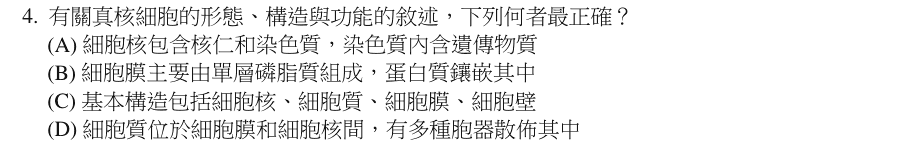 4. 有關真核細胞的形態、構造與功能的敘述，下列何者最正確？
(A) 細胞核包含核仁和染色質，染色質內含遺傳物質
(B) 細胞膜主要由單層磷脂質組成，蛋白質鑲嵌其中
(C) 基本構造包括細胞核、細胞質、細胞膜、細胞壁
(D) 細胞質位於細胞膜和細胞核間，有多種胞器散佈其中